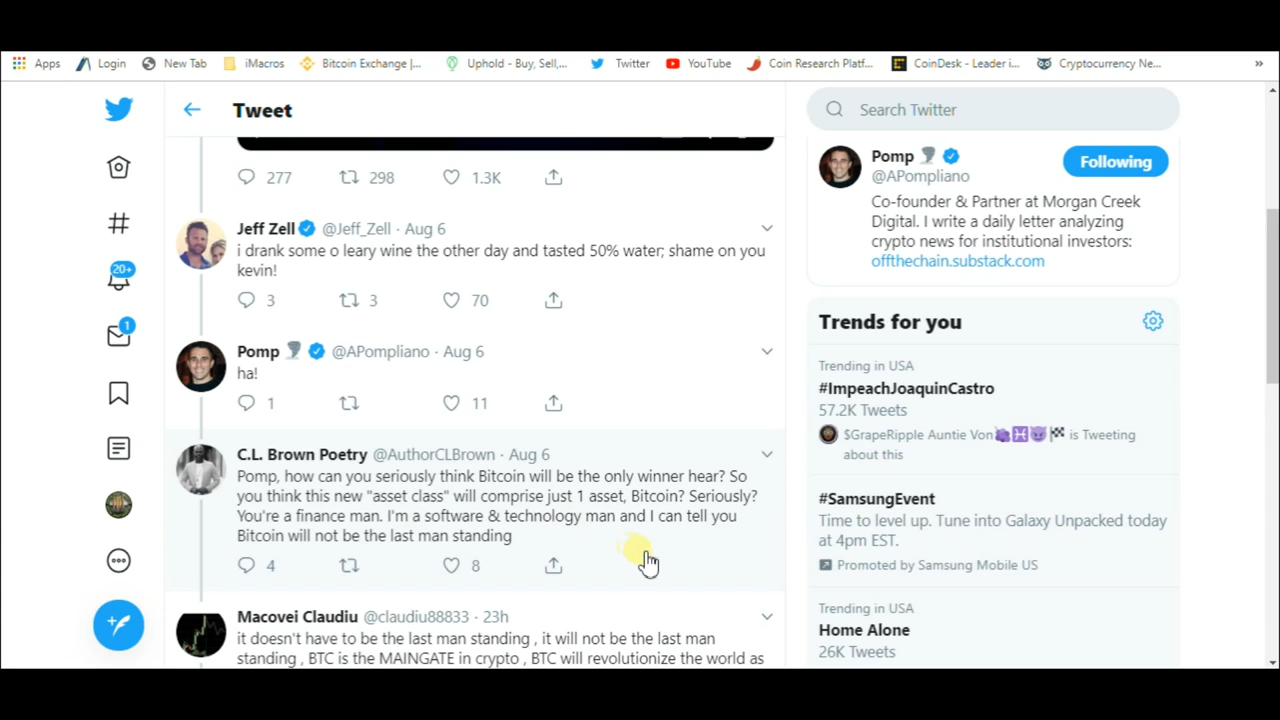 Apps Login New Tab iMacros Bitcoin Exchange |... Uphold - Buy, Sell,... Twitter YouTube Coin Research Platf... CoinDesk - Leader i... Cryptocurrency Ne... »
Tweet
277 298 1.3K
Jeff Zell @Jeff_Zell · Aug 6
i drank some o leary wine the other day and tasted 50% water; shame on you
kevin!
3 3 70
Pomp @APompliano · Aug 6
ha!
1 11
C.L. Brown Poetry @AuthorCLBrown · Aug 6
Pomp, how can you seriously think Bitcoin will be the only winner hear? So
you think this new "asset class" will comprise just 1 asset, Bitcoin? Seriously?
You're a finance man. I'm a software & technology man and I can tell you
Bitcoin will not be the last man standing
4 8
Macovei Claudiu @claudiu88833 · 23h
it doesn't have to be the last man standing , it will not be the last man
standing , BTC is the MAINGATE in crypto , BTC will revolutionize the world as
20+
1
Search Twitter
Pomp
@APompliano
Following
Co-founder & Partner at Morgan Creek
Digital. I write a daily letter analyzing
crypto news for institutional investors:
offthechain.substack.com
Trends for you
Trending in USA
#ImpeachJoaquinCastro
57.2K Tweets
$GrapeRipple Auntie Von🍇♓😈🏁 is Tweeting
about this
#SamsungEvent
Time to level up. Tune into Galaxy Unpacked today
at 4pm EST.
Promoted by Samsung Mobile US
Trending in USA
Home Alone
26K Tweets